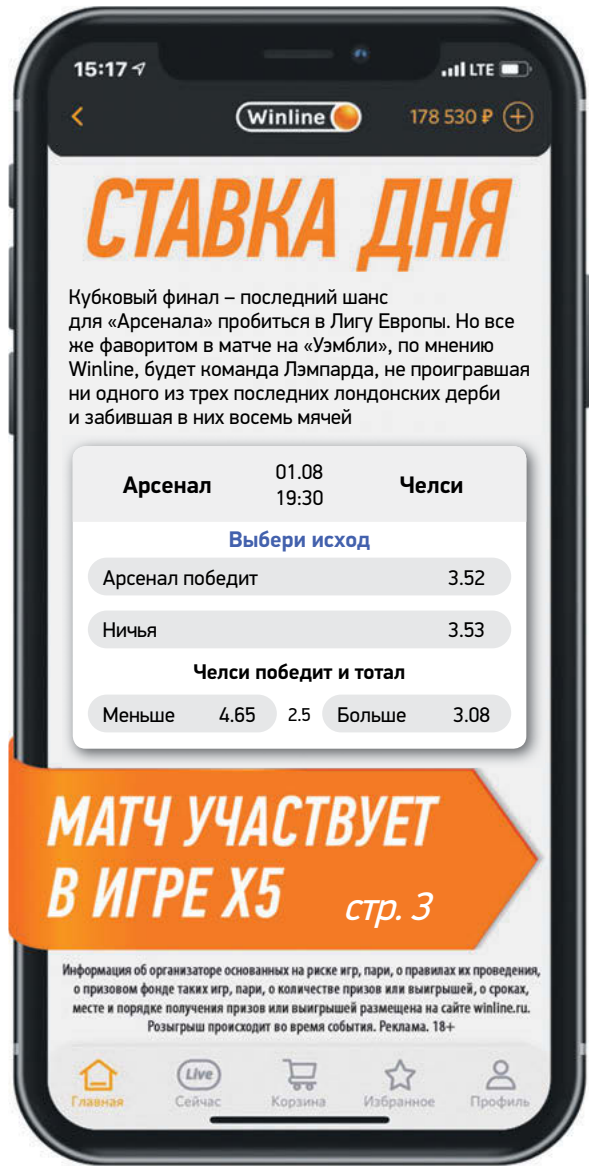 15:17 LTE
Winline 178 530 ₽
СТАВКА ДНЯ
Кубковый финал – последний шанс
для «Арсенала» пробиться в Лигу Европы. Но все
же фаворитом в матче на «Уэмбли», по мнению
Winline, будет команда Лэмпарда, не проигравшая
ни одного из трех последних лондонских дерби
и забившая в них восемь мячей
Арсенал 01.08 Челси
19:30
Выбери исход
Арсенал победит 3.52
Ничья 3.53
Челси победит и тотал
Меньше 4.65 2.5 Больше 3.08
МАТЧ УЧАСТВУЕТ
В ИГРЕ X5 стр. 3
Информация об организаторе основанных на риске игр, пари, о правилах их проведения,
о призовом фонде таких игр, пари, о количестве призов или выигрышей, о сроках,
месте и порядке получения призов или выигрышей размещена на сайте winline.ru.
Розыгрыш происходит во время события. Реклама. 18+
Live
Главная Сейчас Корзина Избранное Профиль